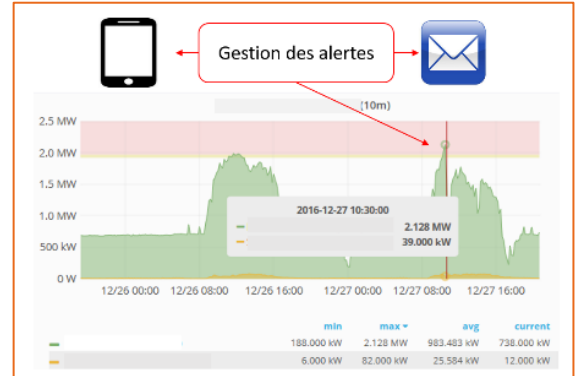 Gestion des alertes
(10m)
2.5 MW
2.0 MW
1.5 MW
1.0 MW
500 kW
0 W
2016-12-27 10:30:00
2.128 MW
39.000 kW
12/26 00:00 12/26 08:00 12/26 16:00 12/27 00:00 12/27 08:00 12/27 16:00
min max avg current
188.000 kW 2.128 MW 983.483 kW 738.000 kW
6.000 kW 82.000 kW 25.584 kW 12.000 kW